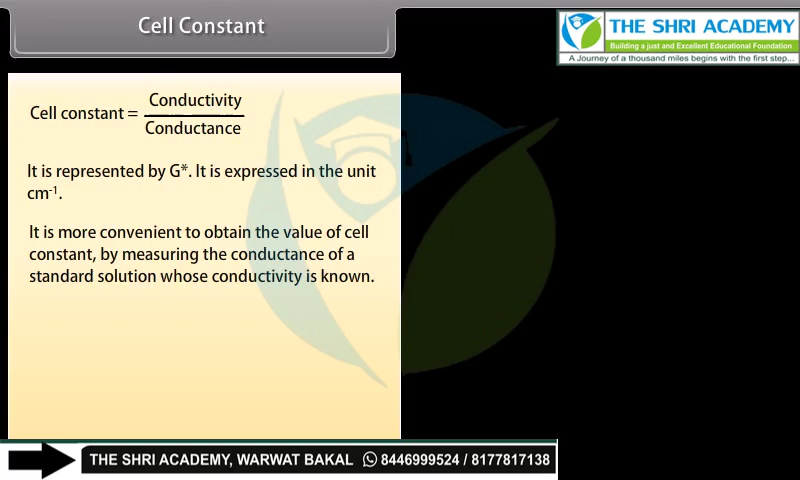 Cell Constant
THE SHRI ACADEMY
Building a just and Excellent Educational Foundation
A Journey of a thousand miles begins with the first step...
Cell constant = Conductivity
Conductance
It is represented by G*. It is expressed in the unit
cm-1.
It is more convenient to obtain the value of cell
constant, by measuring the conductance of a
standard solution whose conductivity is known.
THE SHRI ACADEMY, WARWAT BAKAL 8446999524 / 8177817138